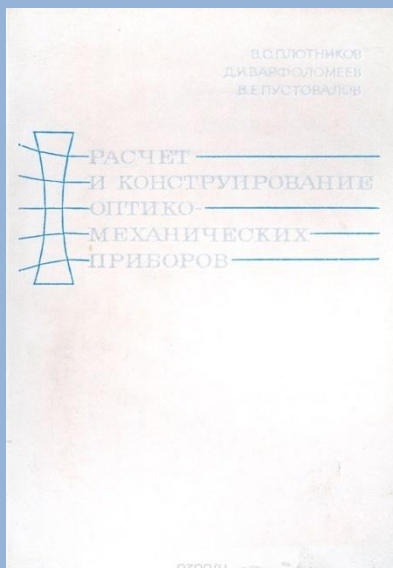 В.С.ПЛОТНИКОВ
Д.И.ВАРФОЛОМЕЕВ
В.Е.ПУСТОВАЛОВ
РАСЧЕТ
И КОНСТРУИРОВАНИЕ
ОПТИКО-
МЕХАНИЧЕСКИХ
ПРИБОРОВ